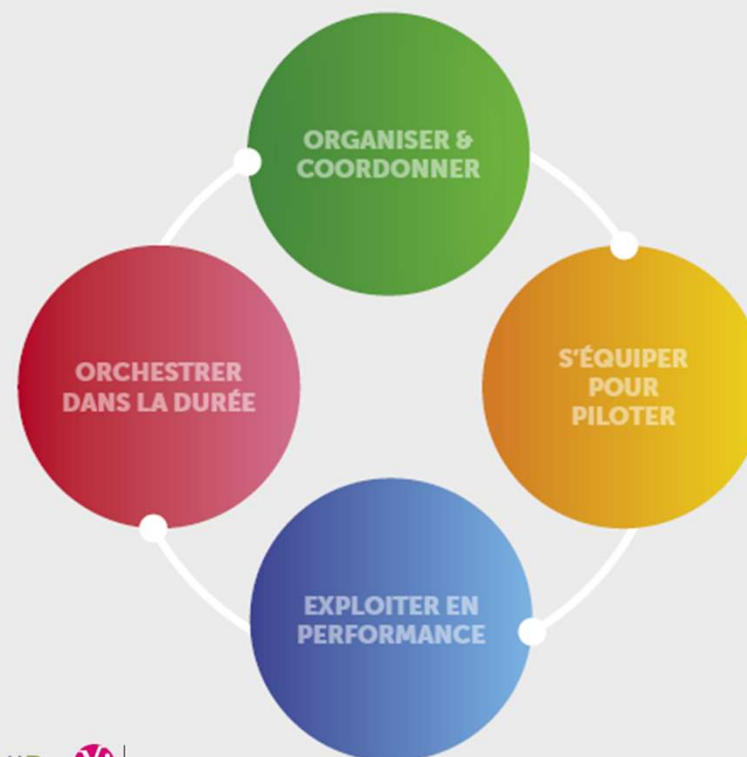 ORGANISER &
COORDONNER
ORCHESTRER
DANS LA DURÉE
S'ÉQUIPER
POUR
PILOTER
EXPLOITER EN
PERFORMANCE